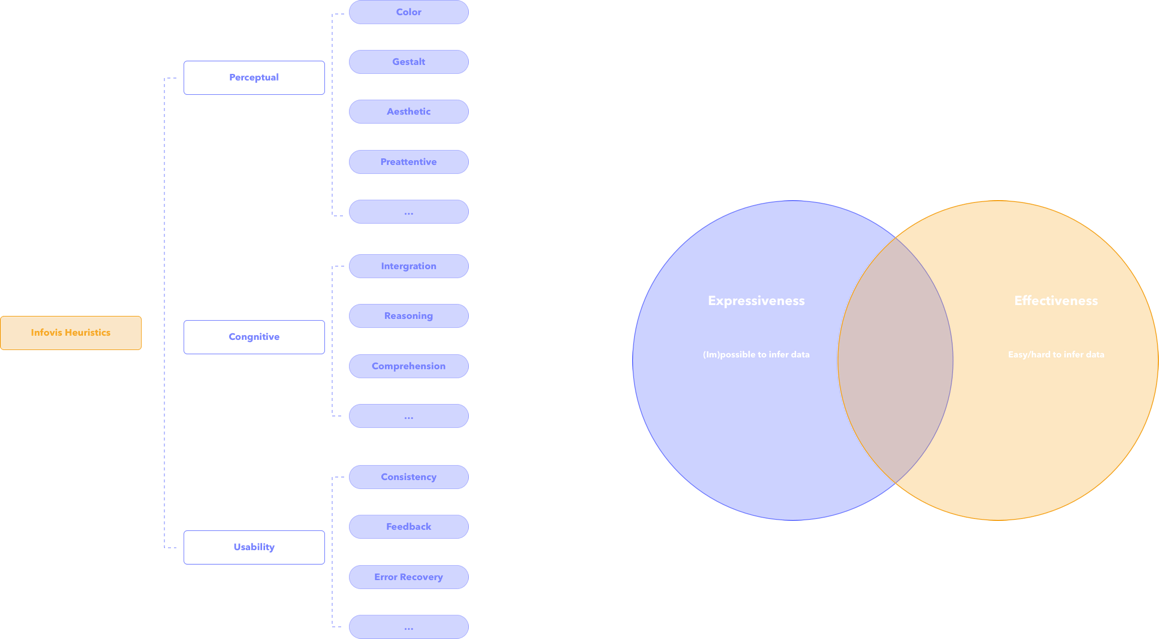 Infovis Heuristics
Perceptual
Color
Gestalt
Aesthetic
Preattentive
...
Congnitive
Intergration
Reasoning
Comprehension
...
Usability
Consistency
Feedback
Error Recovery
...
Expressiveness
(Im)possible to infer data
Effectiveness
Easy/hard to infer data